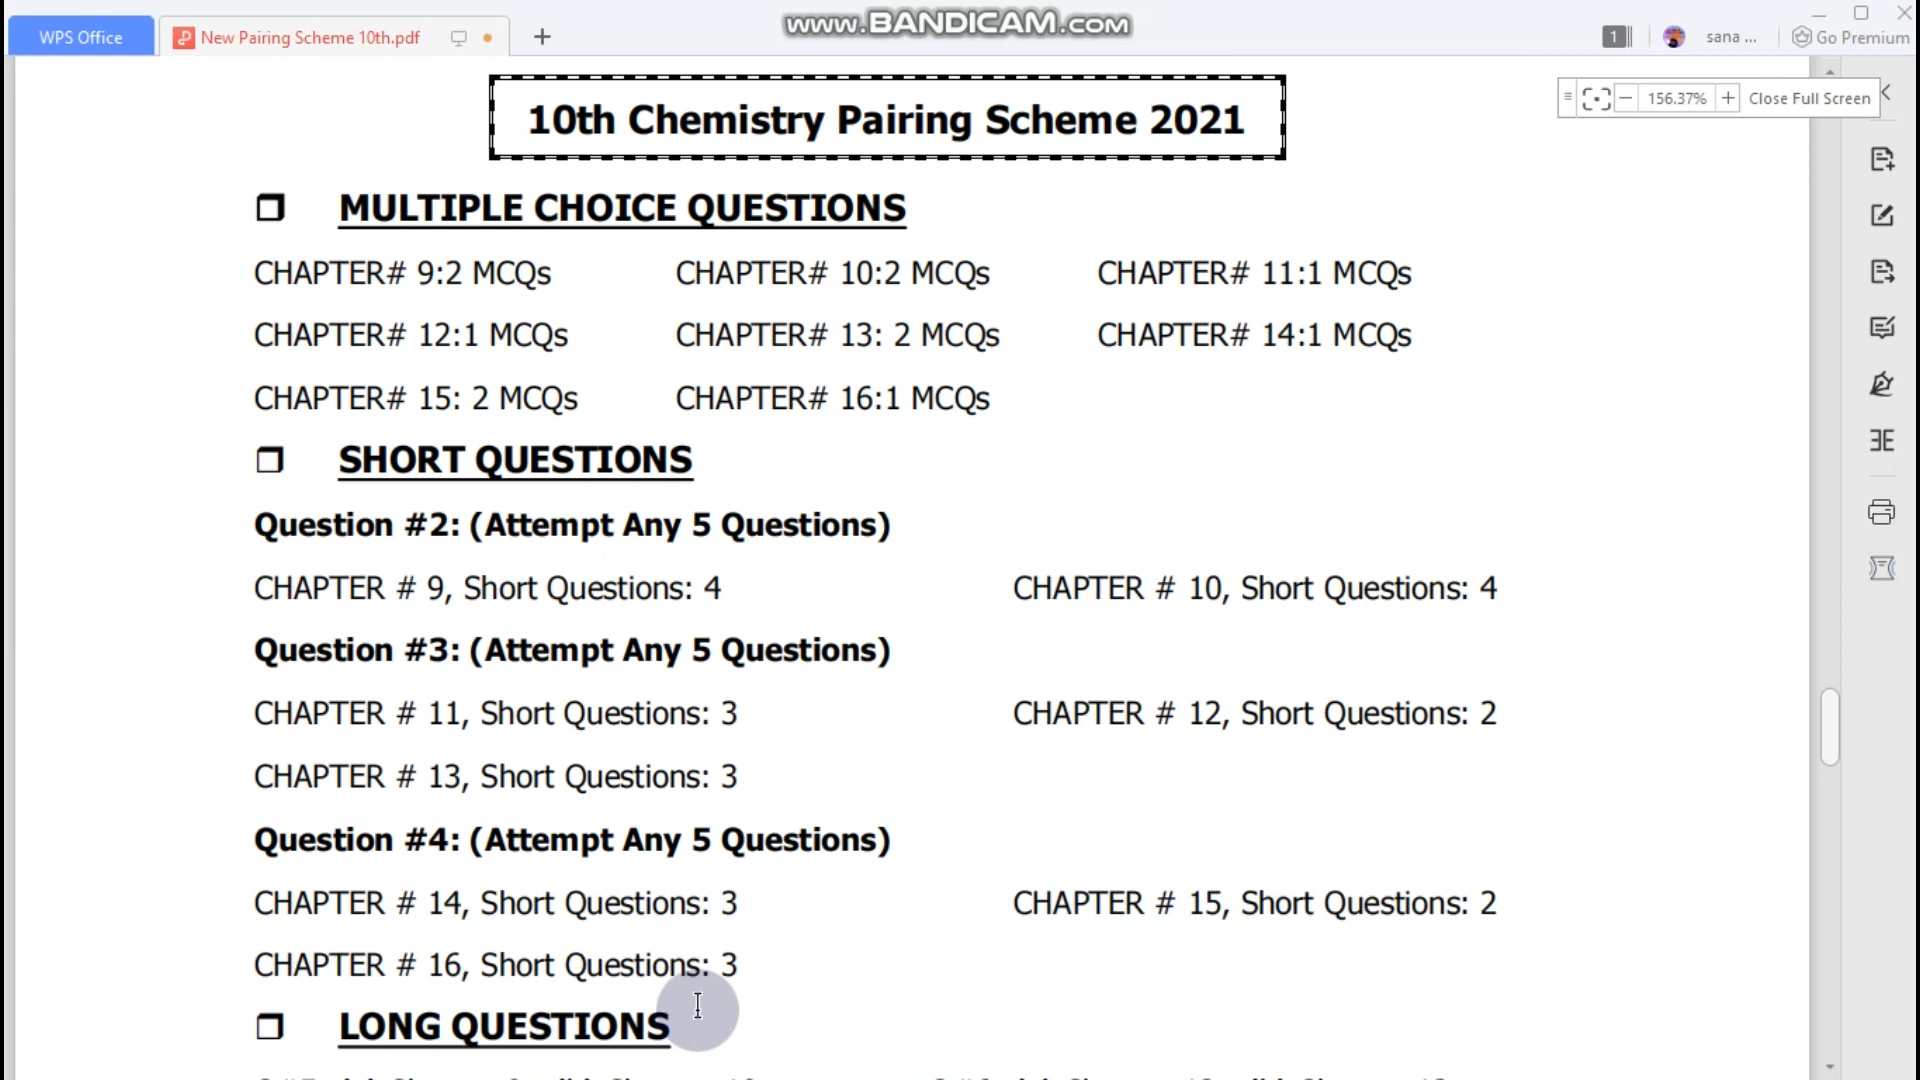 www.BANDICAM.com
WPS Office
New Pairing Scheme 10th.pdf
1
sana ...
Go Premium
156.37%
Close Full Screen
10th Chemistry Pairing Scheme 2021
MULTIPLE CHOICE QUESTIONS
CHAPTER# 9:2 MCQs CHAPTER# 10:2 MCQs CHAPTER# 11:1 MCQs
CHAPTER# 12:1 MCQs CHAPTER# 13: 2 MCQs CHAPTER# 14:1 MCQs
CHAPTER# 15: 2 MCQs CHAPTER# 16:1 MCQs
SHORT QUESTIONS
Question #2: (Attempt Any 5 Questions)
CHAPTER # 9, Short Questions: 4 CHAPTER # 10, Short Questions: 4
Question #3: (Attempt Any 5 Questions)
CHAPTER # 11, Short Questions: 3 CHAPTER # 12, Short Questions: 2
CHAPTER # 13, Short Questions: 3
Question #4: (Attempt Any 5 Questions)
CHAPTER # 14, Short Questions: 3 CHAPTER # 15, Short Questions: 2
CHAPTER # 16, Short Questions: 3
LONG QUESTIONS